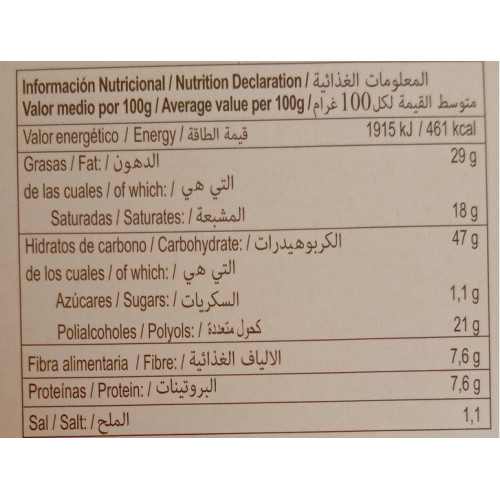 Información Nutricional / Nutrition Declaration / المعلومات الغذائية
Valor medio por 100g / Average value per 100g / متوسط القيمة لكل 100 غرام
Valor energético / Energy / قيمة الطاقة 1915 kJ / 461 kcal
Grasas / Fat: / الدهون 29 g
de las cuales / of which: / التي هي
Saturadas / Saturates: / المشبعة 18 g
Hidratos de carbono / Carbohydrate: / الكربوهيدرات 47 g
de los cuales / of which: / التي هي
Azúcares / Sugars: / السكريات 1,1 g
Polialcoholes / Polyols: / كحول متعددة 21 g
Fibra alimentaria / Fibre: / الالياف الغذائية 7,6 g
Proteínas / Protein: / البروتينات 7,6 g
Sal / Salt: / الملح 1,1